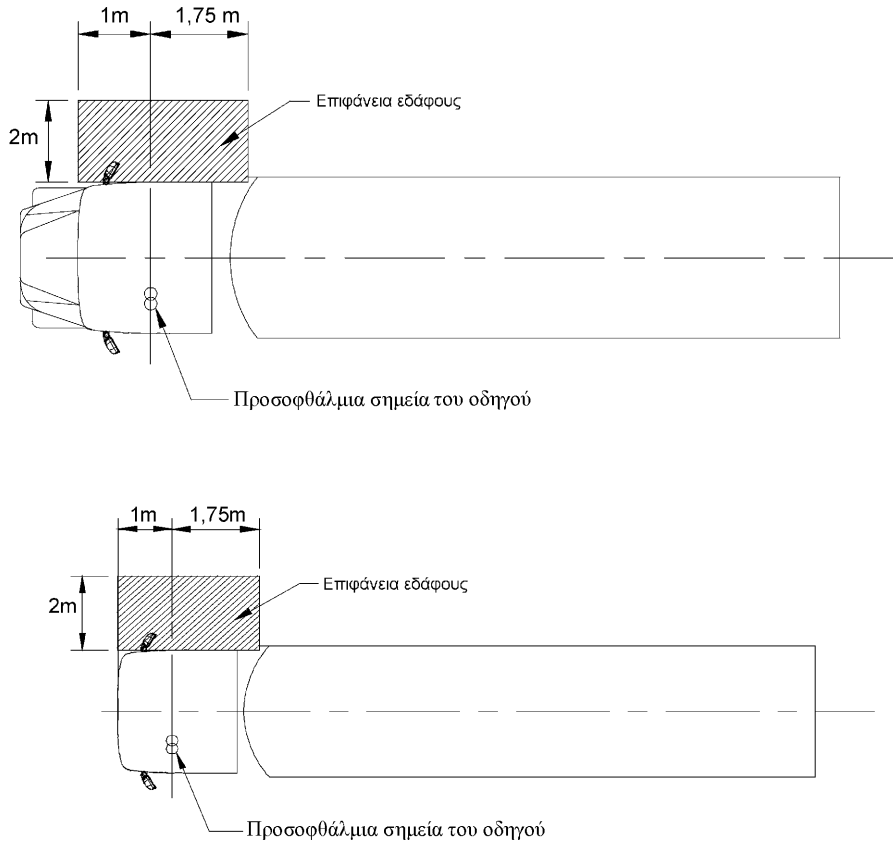 1m 1,75 m
Επιφάνεια εδάφους
2m
Προσοφθάλμια σημεία του οδηγού
1m 1,75m
Επιφάνεια εδάφους
2m
Προσοφθάλμια σημεία του οδηγού